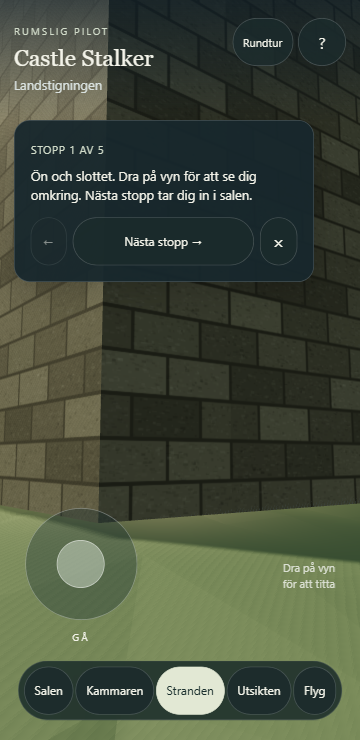 RUMSLIG PILOT
Castle Stalker
Landstigningen
Rundtur
?
STOPP 1 AV 5
Ön och slottet. Dra på vyn för att se dig
omkring. Nästa stopp tar dig in i salen.
←
Nästa stopp →
×
Dra på vyn
för att titta
GÅ
Salen
Kammaren
Stranden
Utsikten
Flyg